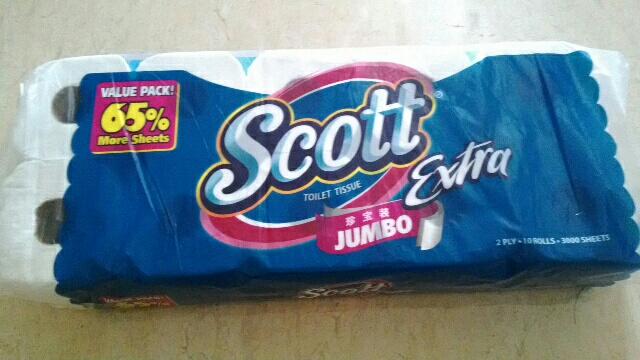 VALUE PACK!
65%
More Sheets
Scott®
TOILET TISSUE
Extra
珍宝装
JUMBO
2 PLY • 10 ROLLS • 3000 SHEETS
Scott